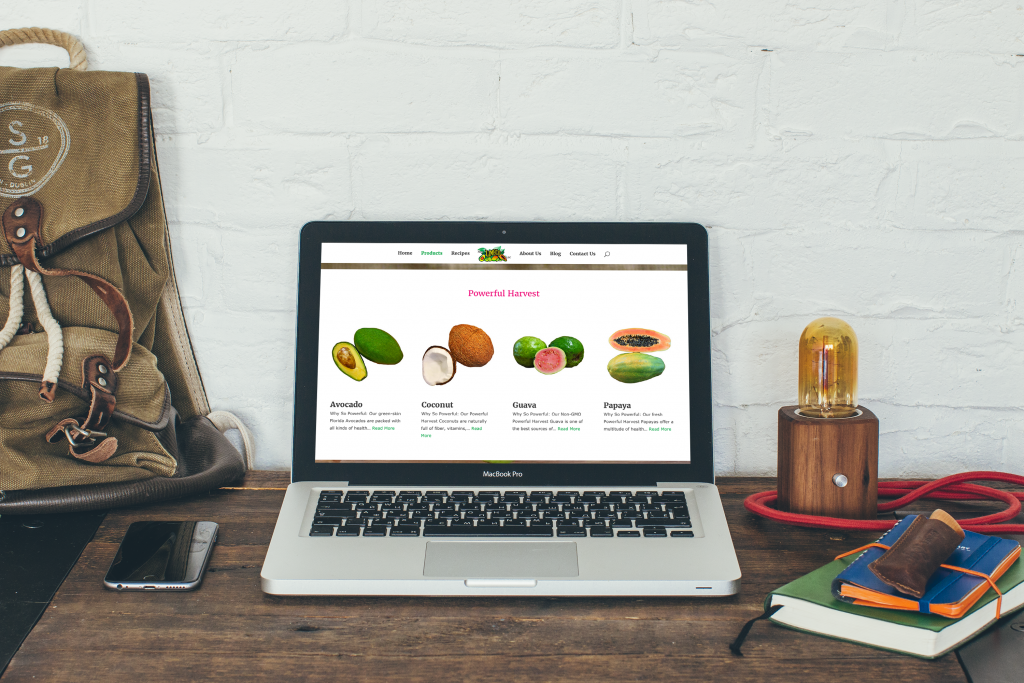 S
18
G
DUBLIN
Home Products Recipes About Us Blog Contact Us
Powerful Harvest
Avocado
Why So Powerful: Our green-skin
Florida Avocados are packed with
all kinds of health... Read More
Coconut
Why So Powerful: Our Powerful
Harvest Coconuts are naturally
full of fiber, vitamins,... Read
More
Guava
Why So Powerful: Our Non-GMO
Powerful Harvest Guava is one of
the best sources of... Read More
Papaya
Why So Powerful: Our fresh
Powerful Harvest Papayas offer a
multitude of health... Read More
MacBook Pro